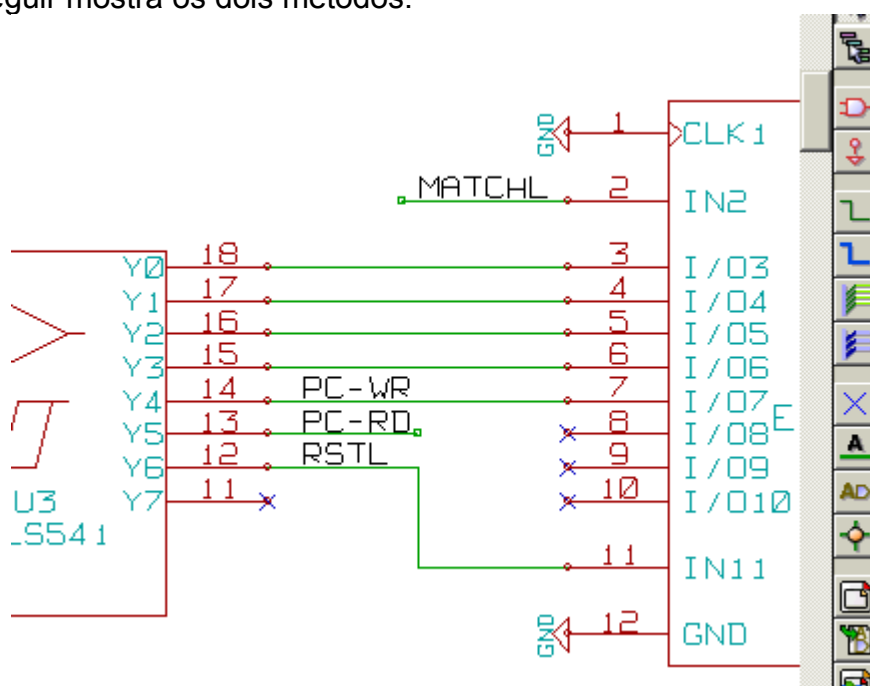 eguir mostra os dois métodos.
GND 1 CLK1
MATCHL 2 IN2
Y0 18 3 I/O3
Y1 17 4 I/O4
Y2 16 5 I/O5
Y3 15 6 I/O6
Y4 14 PC-WR 7 I/O7
Y5 13 PC-RD 8 I/O8 E
Y6 12 RSTL 9 I/O9
U3 Y7 11 10 I/O10
LS541
11 IN11
GND 12 GND
A